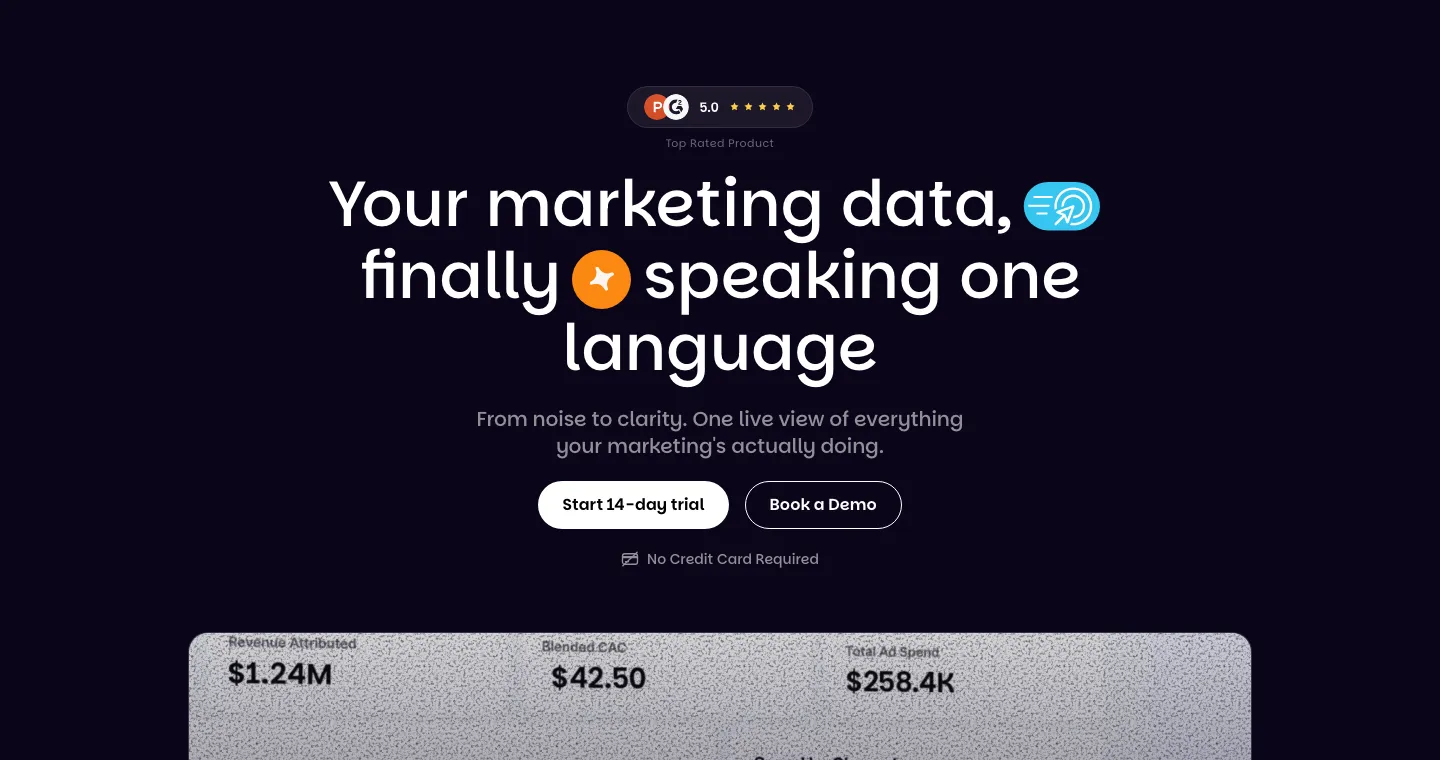 P G2 5.0
Top Rated Product
Your marketing data,
finally speaking one
language
From noise to clarity. One live view of everything
your marketing's actually doing.
Start 14-day trial Book a Demo
No Credit Card Required
Revenue Attributed Blended CAC Total Ad Spend
$1.24M $42.50 $258.4K